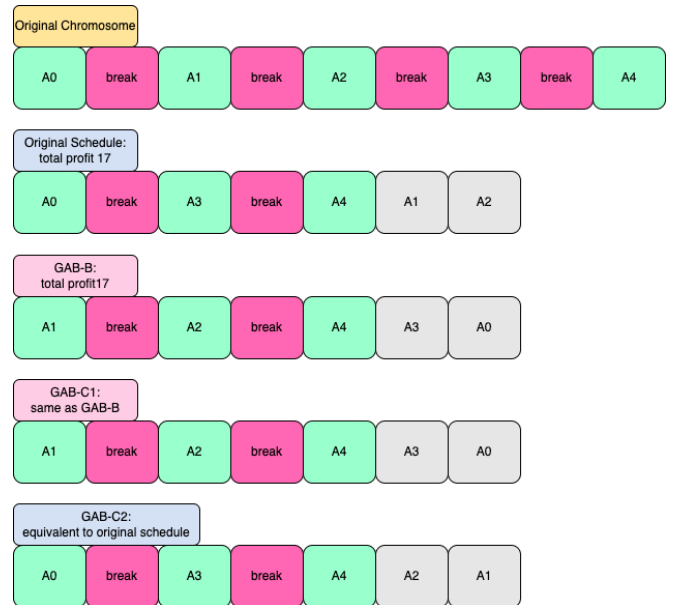 Original Chromosome
A0 break A1 break A2 break A3 break A4
Original Schedule:
total profit 17
A0 break A3 break A4 A1 A2
GAB-B:
total profit17
A1 break A2 break A4 A3 A0
GAB-C1:
same as GAB-B
A1 break A2 break A4 A3 A0
GAB-C2:
equivalent to original schedule
A0 break A3 break A4 A2 A1